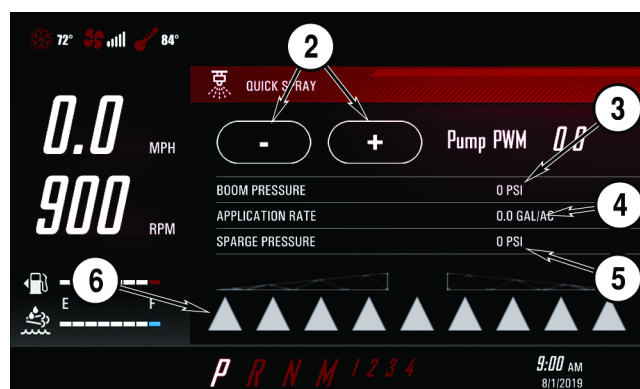 72° 84°
2
QUICK SPRAY
3
0.0 MPH
- +
Pump PWM 0.0
BOOM PRESSURE 0 PSI
4
APPLICATION RATE 0.0 GAL/AC
900 RPM
SPARGE PRESSURE 0 PSI
5
6
E F
P R N M 1 2 3 4
9:00 AM
8/1/2019